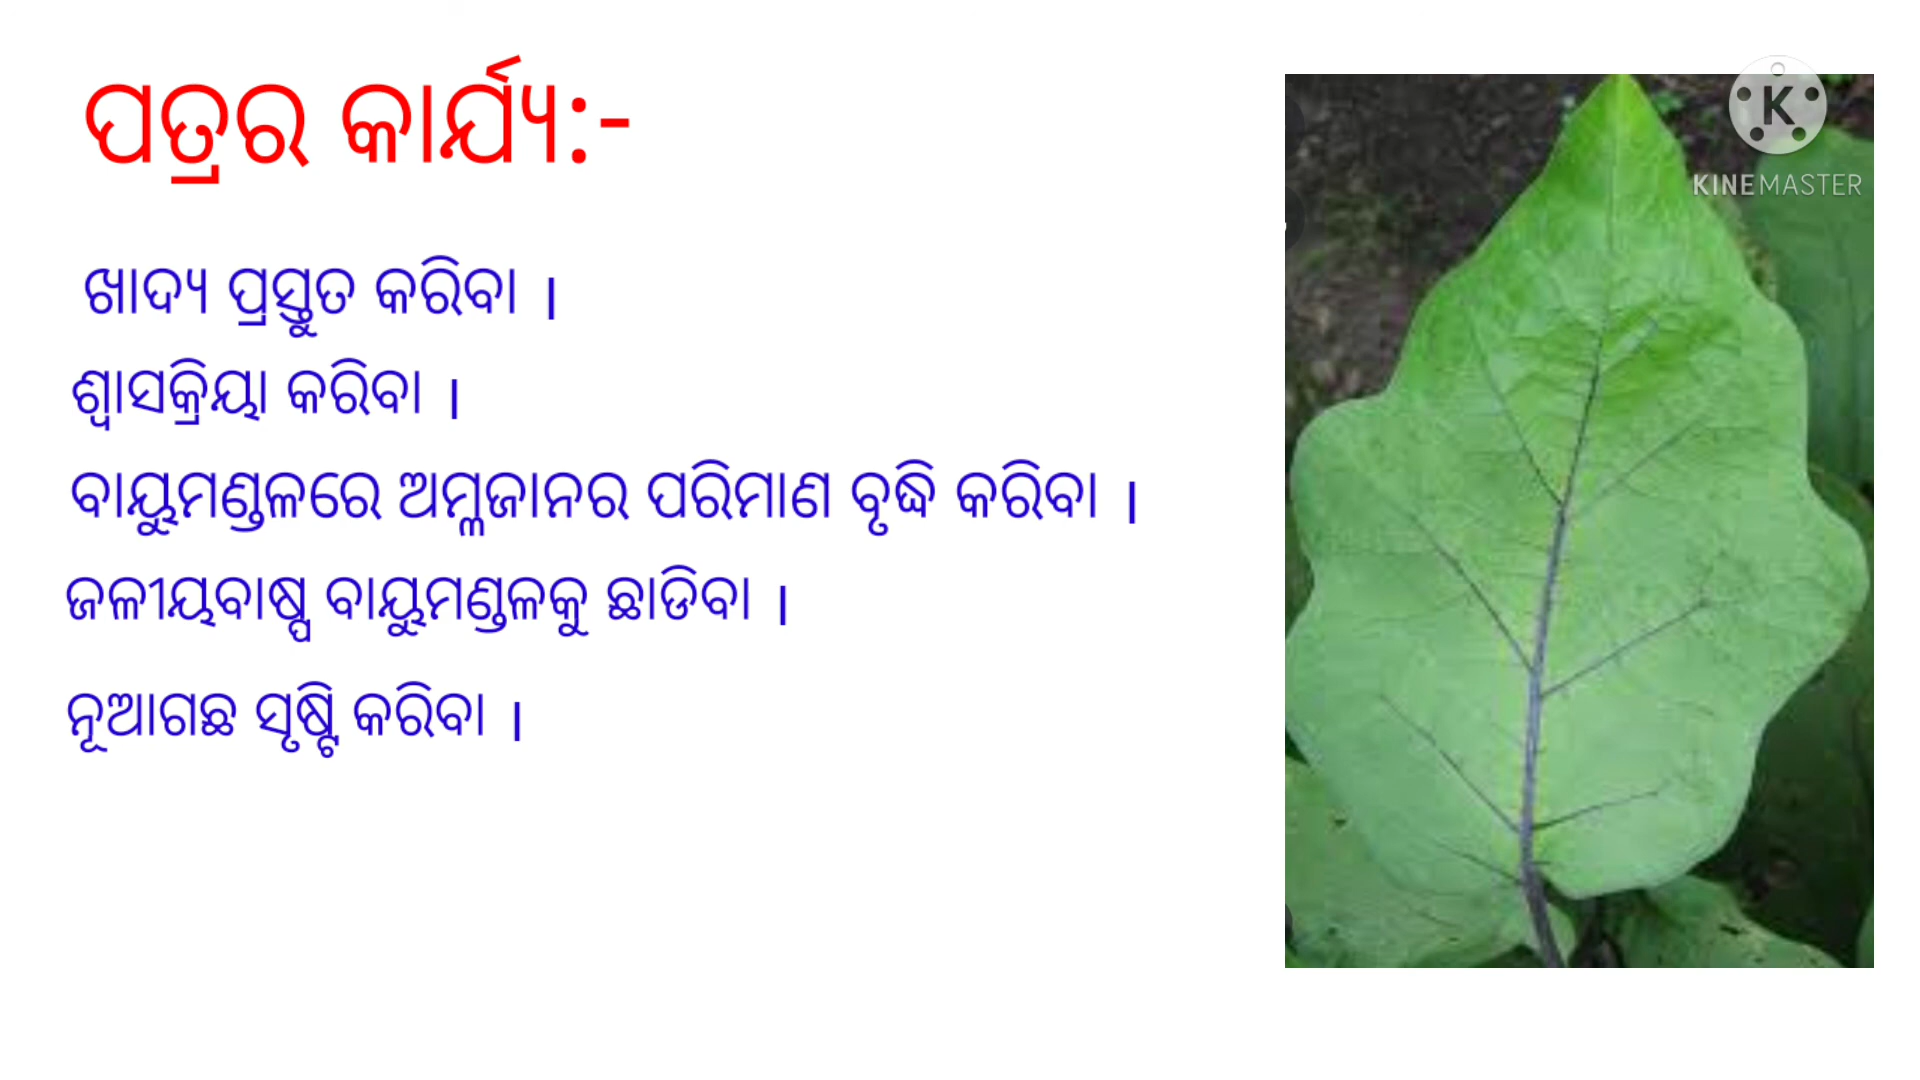 ପତ୍ରର କାର୍ଯ୍ୟ:-
ଖାଦ୍ୟ ପ୍ରସ୍ତୁତ କରିବା ।
ଶ୍ୱାସକ୍ରିୟା କରିବା ।
ବାୟୁମଣ୍ଡଳରେ ଅମ୍ଳଜାନର ପରିମାଣ ବୃଦ୍ଧି କରିବା ।
ଜଳୀୟବାଷ୍ପ ବାୟୁମଣ୍ଡଳକୁ ଛାଡିବା ।
ନୂଆଗଛ ସୃଷ୍ଟି କରିବା ।
K
KINEMASTER